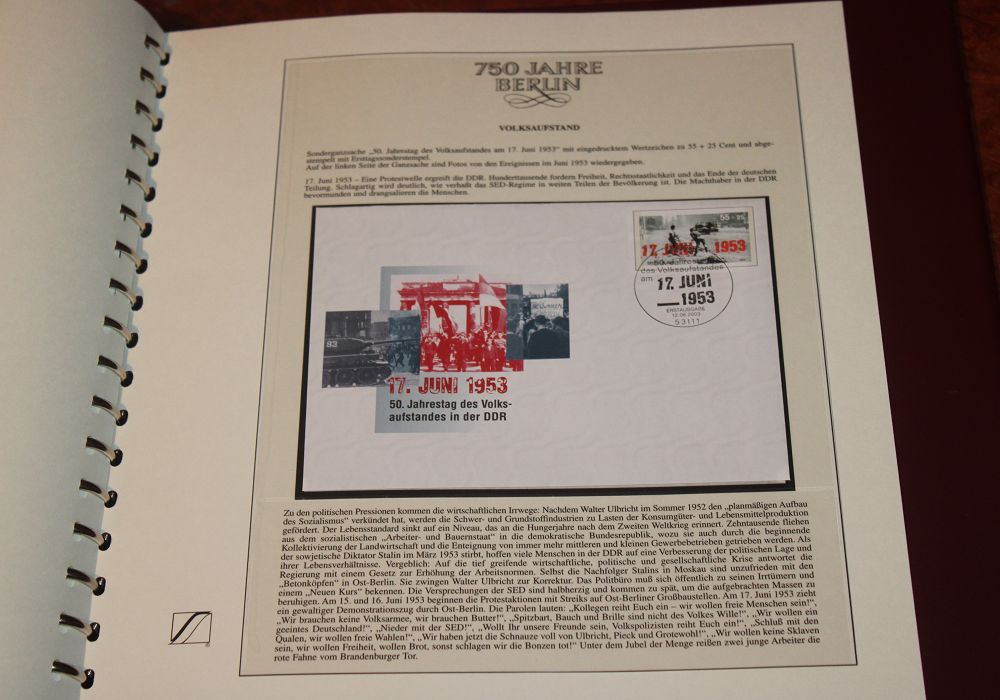 750 JAHRE
BERLIN
VOLKSAUFSTAND
Sonderganzsache „50. Jahrestag des Volksaufstandes am 17. Juni 1953“ mit eingedrucktem Wertzeichen zu 55 + 25 Cent und abge-
stempelt mit Ersttagssonderstempel.
Auf der linken Seite der Ganzsache sind Fotos von den Ereignissen im Juni 1953 wiedergegeben.
17. Juni 1953 – Eine Protestwelle ergreift die DDR. Hunderttausende fordern Freiheit, Rechtsstaatlichkeit und das Ende der deutschen
Teilung. Schlagartig wird deutlich, wie verhaßt das SED-Regime in weiten Teilen der Bevölkerung ist. Die Machthaber in der DDR
bevormunden und drangsalieren die Menschen.
55 + 25
17. JUNI 1953
50. Jahrestag
des Volksaufstandes
am 17. JUNI
1953
ERSTAUSGABE
12.06.2003
53111
93
17. JUNI 1953
50. Jahrestag des Volks-
aufstandes in der DDR
Zu den politischen Pressionen kommen die wirtschaftlichen Irrwege: Nachdem Walter Ulbricht im Sommer 1952 den „planmäßigen Aufbau
des Sozialismus“ verkündet hat, werden die Schwer- und Grundstoffindustrien zu Lasten der Konsumgüter- und Lebensmittelproduktion
gefördert. Der Lebensstandard sinkt auf ein Niveau, das an die Hungerjahre nach dem Zweiten Weltkrieg erinnert. Zehntausende fliehen
aus dem sozialistischen „Arbeiter- und Bauernstaat“ in die demokratische Bundesrepublik, wozu sie auch durch die beginnende
Kollektivierung der Landwirtschaft und die Enteignung von immer mehr mittleren und kleinen Gewerbebetrieben getrieben werden. Als
der sowjetische Diktator Stalin im März 1953 stirbt, hoffen viele Menschen in der DDR auf eine Verbesserung der politischen Lage und
ihrer Lebensverhältnisse. Vergeblich: Auf die tief greifende wirtschaftliche, politische und gesellschaftliche Krise antwortet die
Regierung mit einem Gesetz zur Erhöhung der Arbeitsnormen. Selbst die Nachfolger Stalins in Moskau sind unzufrieden mit den
„Betonköpfen“ in Ost-Berlin. Sie zwingen Walter Ulbricht zur Korrektur. Das Politbüro muß sich öffentlich zu seinen Irrtümern und
einem „Neuen Kurs“ bekennen. Die Versprechungen der SED sind halbherzig und kommen zu spät, um die aufgebrachten Massen zu
beruhigen. Am 15. und 16. Juni 1953 beginnen die Protestaktionen mit Streiks auf Ost-Berliner Großbaustellen. Am 17. Juni 1953 zieht
ein gewaltiger Demonstrationszug durch Ost-Berlin. Die Parolen lauten: „Kollegen reiht Euch ein – wir wollen freie Menschen sein!“,
„Wir brauchen keine Volksarmee, wir brauchen Butter!“, „Spitzbart, Bauch und Brille sind nicht des Volkes Wille!“, „Wir wollen ein
geeintes Deutschland!“, „Nieder mit der SED!“, „Wollt Ihr unsere Freunde sein, Volkspolizisten reiht Euch ein!“, „Schluß mit den
Qualen, wir wollen freie Wahlen!“, „Wir haben jetzt die Schnauze voll von Ulbricht, Pieck und Grotewohl!“, „Wir wollen keine Sklaven
sein, wir wollen Freiheit, wollen Brot, sonst schlagen wir die Bonzen tot!“ Unter dem Jubel der Menge reißen zwei junge Arbeiter die
rote Fahne vom Brandenburger Tor.